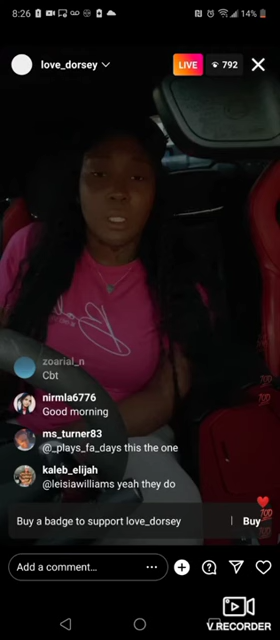 8:26
14%
love_dorsey
LIVE
792
zoarial_n
Cbt
nirmla6776
Good morning
ms_turner83
@_plays_fa_days this the one
kaleb_elijah
@leisiawilliams yeah they do
Buy a badge to support love_dorsey
Buy
Add a comment...
V.RECORDER